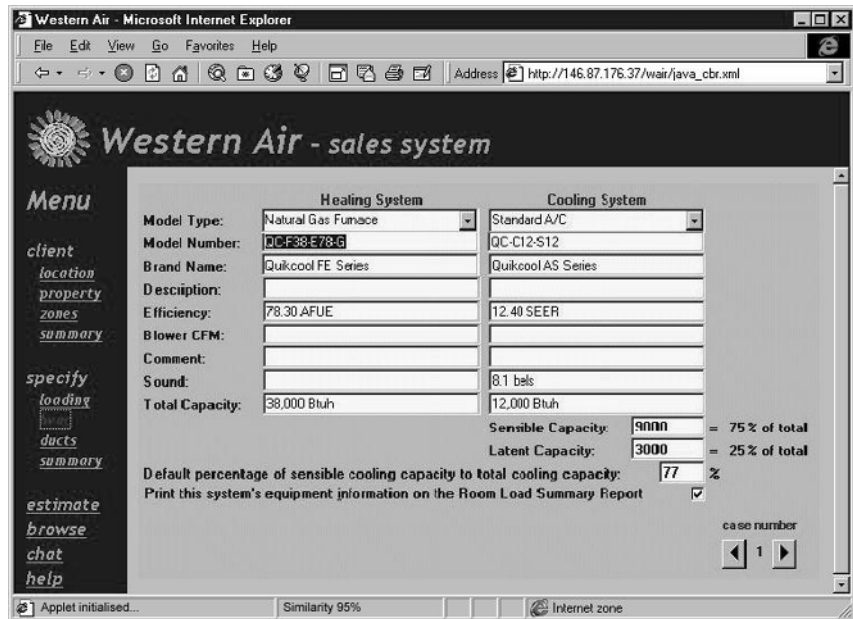 Western Air - Microsoft Internet Explorer
File Edit View Go Favorites Help
Address http://146.87.176.37/wair/java_cbr.xml
Western Air - sales system
Menu
client
location
property
zones
summary
specify
loading
ducts
summary
estimate
browse
chat
help
Heating System Cooling System
Model Type: Natural Gas Furnace Standard A/C
Model Number: QC-F38-E78-G QC-C12-S12
Brand Name: Quikcool FE Series Quikcool AS Series
Description:
Efficiency: 78.30 AFUE 12.40 SEER
Blower CFM:
Comment:
Sound: 8.1 bels
Total Capacity: 38,000 Btuh 12,000 Btuh
Sensible Capacity: 9000 = 75 % of total
Latent Capacity: 3000 = 25 % of total
Default percentage of sensible cooling capacity to total cooling capacity: 77 %
Print this system's equipment information on the Room Load Summary Report
case number
1
Applet initialised... Similarity 95% Internet zone